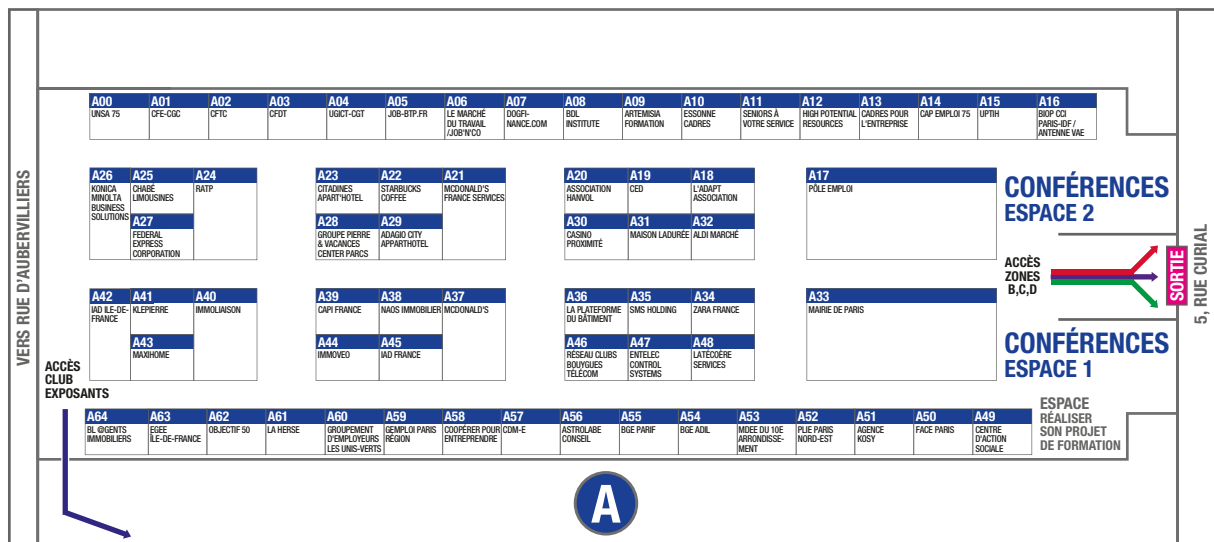 VERS RUE D'AUBERVILLIERS
A00
UNSA 75
A01
CFE-CGC
A02
CFTC
A03
CFDT
A04
UGICT-CGT
A05
JOB-BTP.FR
A06
LE MARCHÉ
DU TRAVAIL
/JOB'N'CO
A07
DOGFI-
NANCE.COM
A08
BDL
INSTITUTE
A09
ARTEMISIA
FORMATION
A10
ESSONNE
CADRES
A11
SENIORS À
VOTRE SERVICE
A12
HIGH POTENTIAL
RESOURCES
A13
CADRES POUR
L'ENTREPRISE
A14
CAP EMPLOI 75
A15
UPTIH
A16
BIOP CCI
PARIS-IDF /
ANTENNE VAE
A26
KONICA
MINOLTA
BUSINESS
SOLUTIONS
A25
CHABÉ
LIMOUSINES
A24
RATP
A27
FEDERAL
EXPRESS
CORPORATION
A23
CITADINES
APART'HOTEL
A22
STARBUCKS
COFFEE
A21
MCDONALD'S
FRANCE SERVICES
A28
GROUPE PIERRE
& VACANCES
CENTER PARCS
A29
ADAGIO CITY
APPARTHOTEL
A20
ASSOCIATION
HANVOL
A19
CED
A18
L'ADAPT
ASSOCIATION
A30
CASINO
PROXIMITÉ
A31
MAISON LADURÉE
A32
ALDI MARCHÉ
A17
PÔLE EMPLOI
CONFÉRENCES
ESPACE 2
ACCÈS
ZONES
B,C,D
SORTIE
5, RUE CURIAL
A42
IAD ILE-DE-
FRANCE
A41
KLEPIERRE
A40
IMMOLIAISON
A43
MAXIHOME
A39
CAPI FRANCE
A38
NAOS IMMOBILIER
A37
MCDONALD'S
A44
IMMOVEO
A45
IAD FRANCE
A36
LA PLATEFORME
DU BÂTIMENT
A35
SMS HOLDING
A34
ZARA FRANCE
A46
RÉSEAU CLUBS
BOUYGUES
TÉLÉCOM
A47
ENTELEC
CONTROL
SYSTEMS
A48
LATÉCOÈRE
SERVICES
A33
MAIRIE DE PARIS
CONFÉRENCES
ESPACE 1
ACCÈS
CLUB
EXPOSANTS
A64
BL @GENTS
IMMOBILIERS
A63
EGEE
ÎLE-DE-FRANCE
A62
OBJECTIF 50
A61
LA HERSE
A60
GROUPEMENT
D'EMPLOYEURS
LES UNIS-VERTS
A59
GEMPLOI PARIS
RÉGION
A58
COOPÉRER POUR
ENTREPRENDRE
A57
CDM-E
A56
ASTROLABE
CONSEIL
A55
BGE PARIF
A54
BGE ADIL
A53
MDEE DU 10E
ARRONDISSE-
MENT
A52
PLIE PARIS
NORD-EST
A51
AGENCE
KOSY
A50
FACE PARIS
A49
CENTRE
D'ACTION
SOCIALE
ESPACE
RÉALISER
SON PROJET
DE FORMATION
A